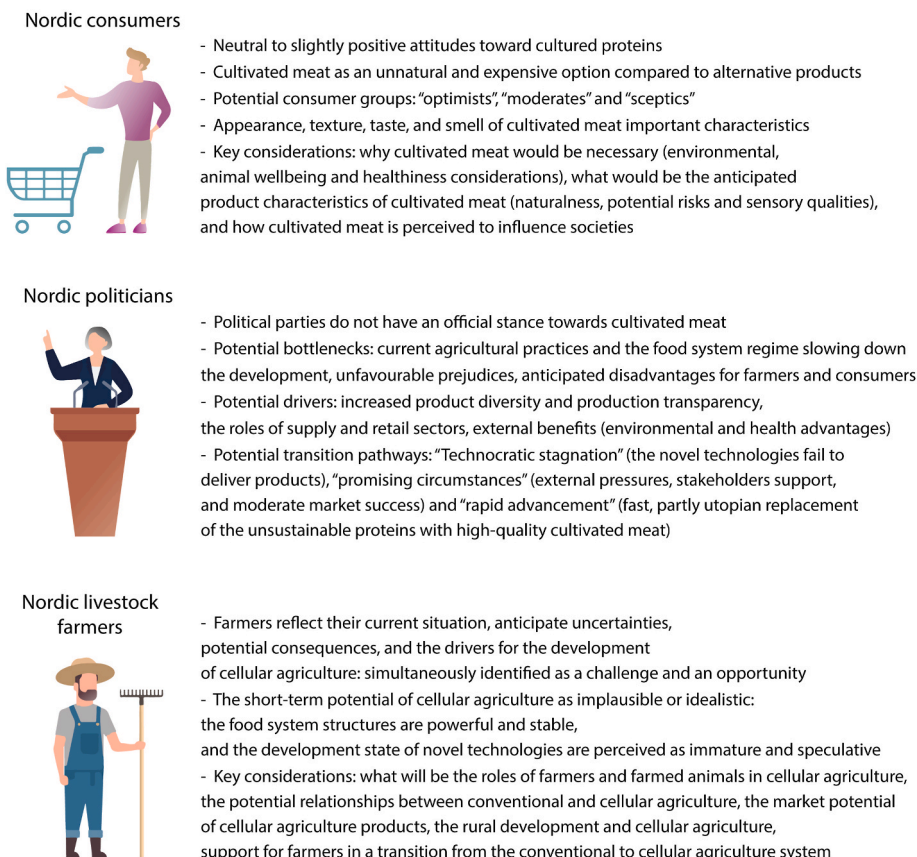 Nordic consumers
- Neutral to slightly positive attitudes toward cultured proteins
- Cultivated meat as an unnatural and expensive option compared to alternative products
- Potential consumer groups: “optimists”, “moderates” and “sceptics”
- Appearance, texture, taste, and smell of cultivated meat important characteristics
- Key considerations: why cultivated meat would be necessary (environmental,
animal wellbeing and healthiness considerations), what would be the anticipated
product characteristics of cultivated meat (naturalness, potential risks and sensory qualities),
and how cultivated meat is perceived to influence societies
Nordic politicians
- Political parties do not have an official stance towards cultivated meat
- Potential bottlenecks: current agricultural practices and the food system regime slowing down
the development, unfavourable prejudices, anticipated disadvantages for farmers and consumers
- Potential drivers: increased product diversity and production transparency,
the roles of supply and retail sectors, external benefits (environmental and health advantages)
- Potential transition pathways: “Technocratic stagnation” (the novel technologies fail to
deliver products), “promising circumstances” (external pressures, stakeholders support,
and moderate market success) and “rapid advancement” (fast, partly utopian replacement
of the unsustainable proteins with high-quality cultivated meat)
Nordic livestock
farmers
- Farmers reflect their current situation, anticipate uncertainties,
potential consequences, and the drivers for the development
of cellular agriculture: simultaneously identified as a challenge and an opportunity
- The short-term potential of cellular agriculture as implausible or idealistic:
the food system structures are powerful and stable,
and the development state of novel technologies are perceived as immature and speculative
- Key considerations: what will be the roles of farmers and farmed animals in cellular agriculture,
the potential relationships between conventional and cellular agriculture, the market potential
of cellular agriculture products, the rural development and cellular agriculture,
support for farmers in a transition from the conventional to cellular agriculture system